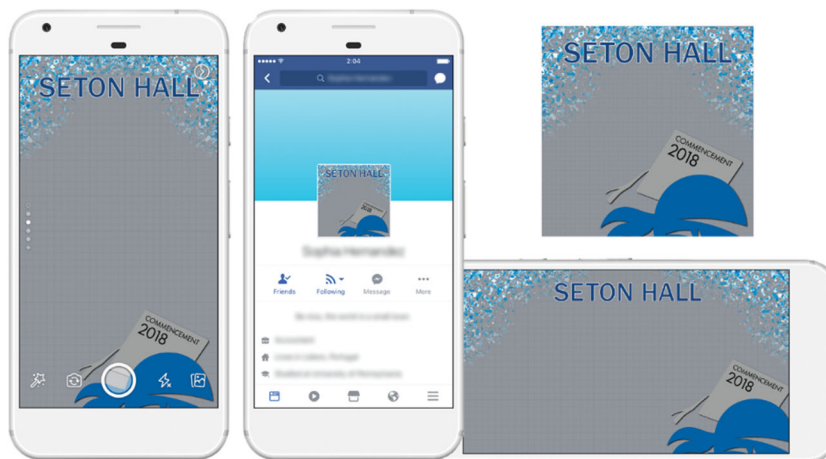 SETON HALL
COMMENCEMENT
2018
2:04
SETON HALL
2018
Friends
Following
Message
More
SETON HALL
COMMENCEMENT
2018
SETON HALL
COMMENCEMENT
2018